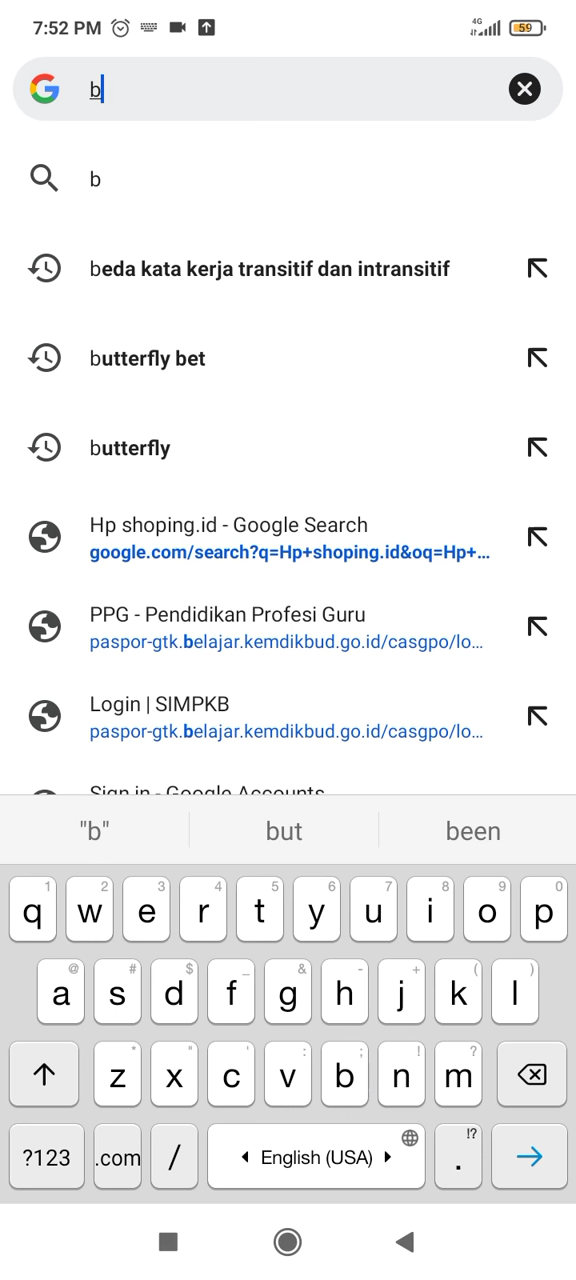 7:52 PM 4G 59
b
b
beda kata kerja transitif dan intransitif
butterfly bet
butterfly
Hp shoping.id - Google Search
google.com/search?q=Hp+shoping.id&oq=Hp+...
PPG - Pendidikan Profesi Guru
paspor-gtk.belajar.kemdikbud.go.id/casgpo/lo...
Login | SIMPKB
paspor-gtk.belajar.kemdikbud.go.id/casgpo/lo...
Sign in - Google Accounts
"b" but been
1 2 3 4 5 6 7 8 9 0
q w e r t y u i o p
@ # $ _ & - + ( )
a s d f g h j k l
* " ' : ; ! ?
z x c v b n m
?123 .com / English (USA) . !?